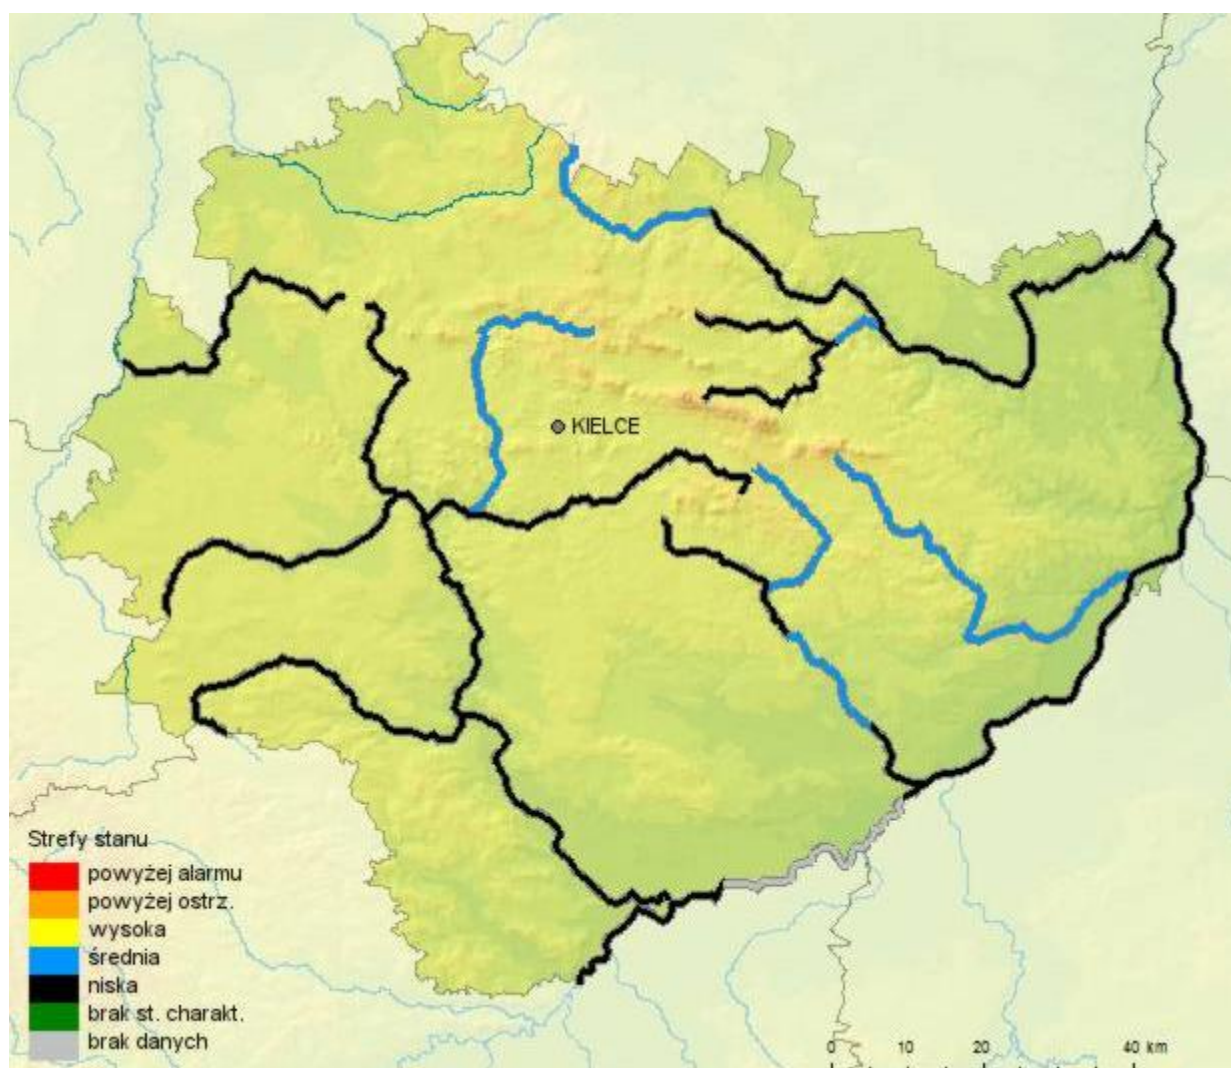 KIELCE
Strefy stanu
powyżej alarmu
powyżej ostrz.
wysoka
średnia
niska
brak st. charakt.
brak danych
0 10 20 40 km